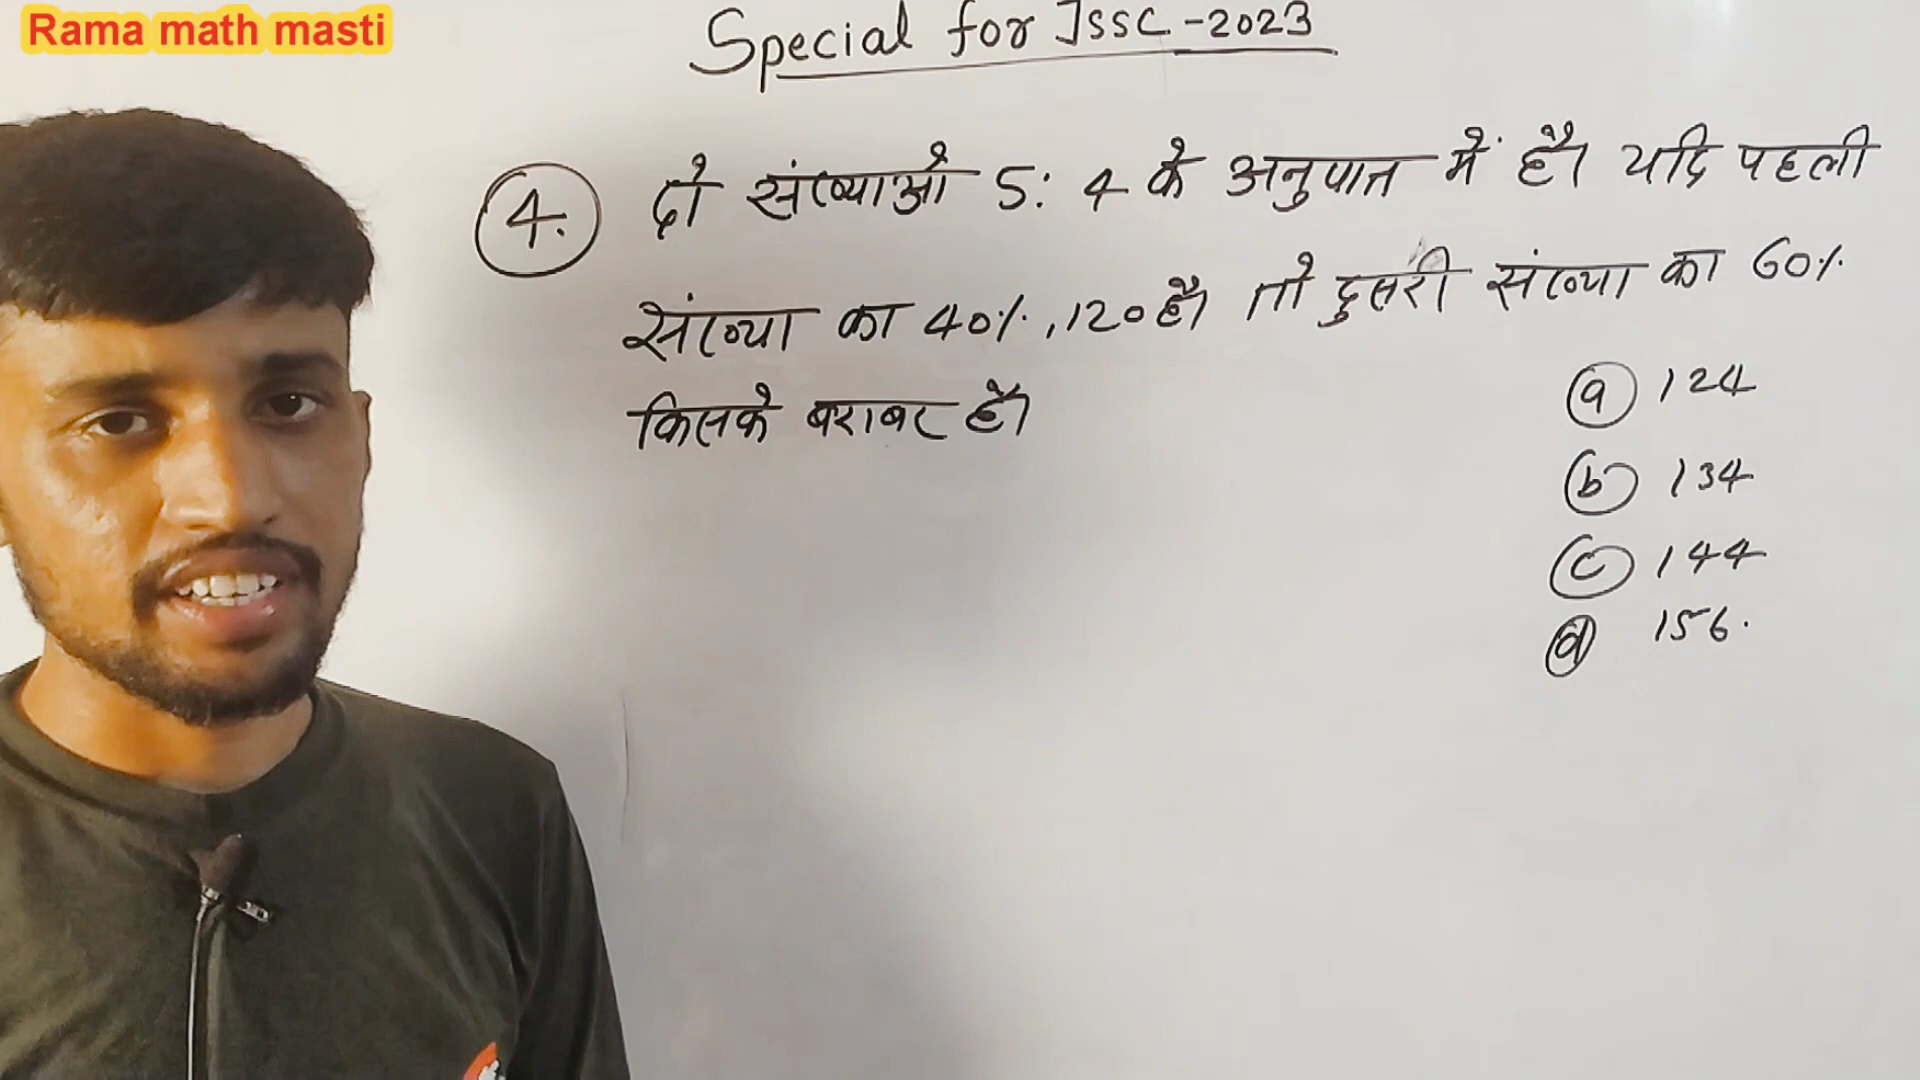 Rama math masti
Special for JSSC-2023
4. दो संख्याओ 5:4 के अनुपात में है। यदि पहली
संख्या का 40%, 120 है। तो दुसरी संख्या का 60%
किसके बराबर है।
(a) 124
(b) 134
(c) 144
(d) 156.